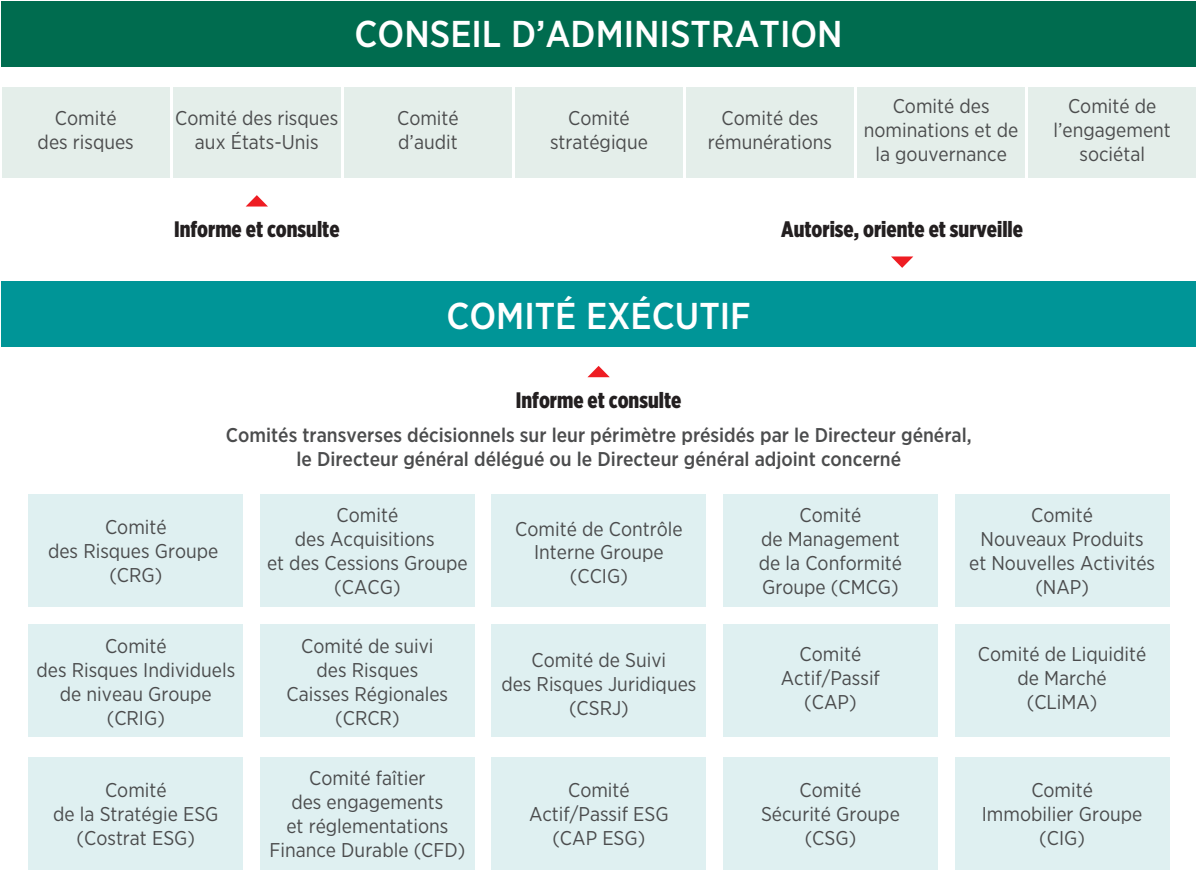 CONSEIL D'ADMINISTRATION
Comité
des risques
Comité des risques
aux États-Unis
Comité
d'audit
Comité
stratégique
Comité des
rémunérations
Comité des
nominations et de
la gouvernance
Comité de
l'engagement
sociétal
Informe et consulte
Autorise, oriente et surveille
COMITÉ EXÉCUTIF
Informe et consulte
Comités transverses décisionnels sur leur périmètre présidés par le Directeur général,
le Directeur général délégué ou le Directeur général adjoint concerné
Comité
des Risques Groupe
(CRG)
Comité
des Acquisitions
et des Cessions Groupe
(CACG)
Comité de Contrôle
Interne Groupe
(CCIG)
Comité
de Management
de la Conformité
Groupe (CMCG)
Comité
Nouveaux Produits
et Nouvelles Activités
(NAP)
Comité
des Risques Individuels
de niveau Groupe
(CRIG)
Comité de suivi
des Risques
Caisses Régionales
(CRCR)
Comité de Suivi
des Risques Juridiques
(CSRJ)
Comité
Actif/Passif
(CAP)
Comité de Liquidité
de Marché
(CLiMA)
Comité
de la Stratégie ESG
(Costrat ESG)
Comité faîtier
des engagements
et réglementations
Finance Durable (CFD)
Comité
Actif/Passif ESG
(CAP ESG)
Comité
Sécurité Groupe
(CSG)
Comité
Immobilier Groupe
(CIG)